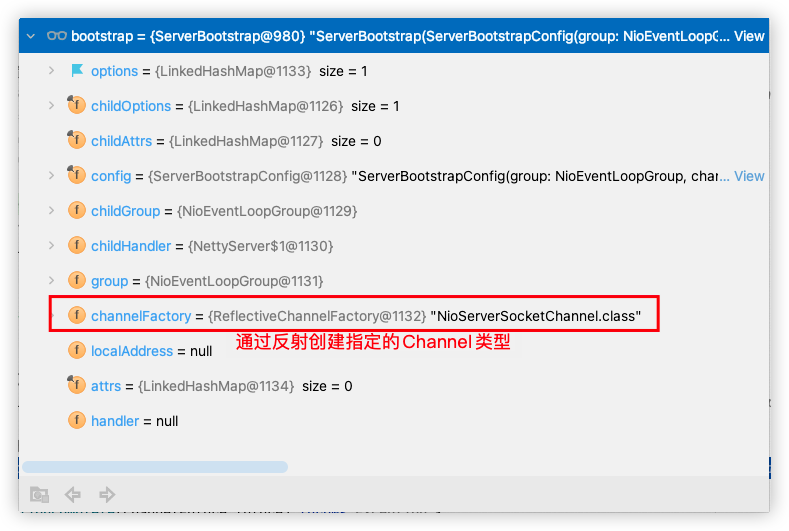 bootstrap = {ServerBootstrap@980} "ServerBootstrap(ServerBootstrapConfig(group: NioEventLoopG... View
options = {LinkedHashMap@1133} size = 1
childOptions = {LinkedHashMap@1126} size = 1
childAttrs = {LinkedHashMap@1127} size = 0
config = {ServerBootstrapConfig@1128} "ServerBootstrapConfig(group: NioEventLoopGroup, chan... View
childGroup = {NioEventLoopGroup@1129}
childHandler = {NettyServer$1@1130}
group = {NioEventLoopGroup@1131}
channelFactory = {ReflectiveChannelFactory@1132} "NioServerSocketChannel.class"
通过反射创建指定的Channel类型
localAddress = null
attrs = {LinkedHashMap@1134} size = 0
handler = null